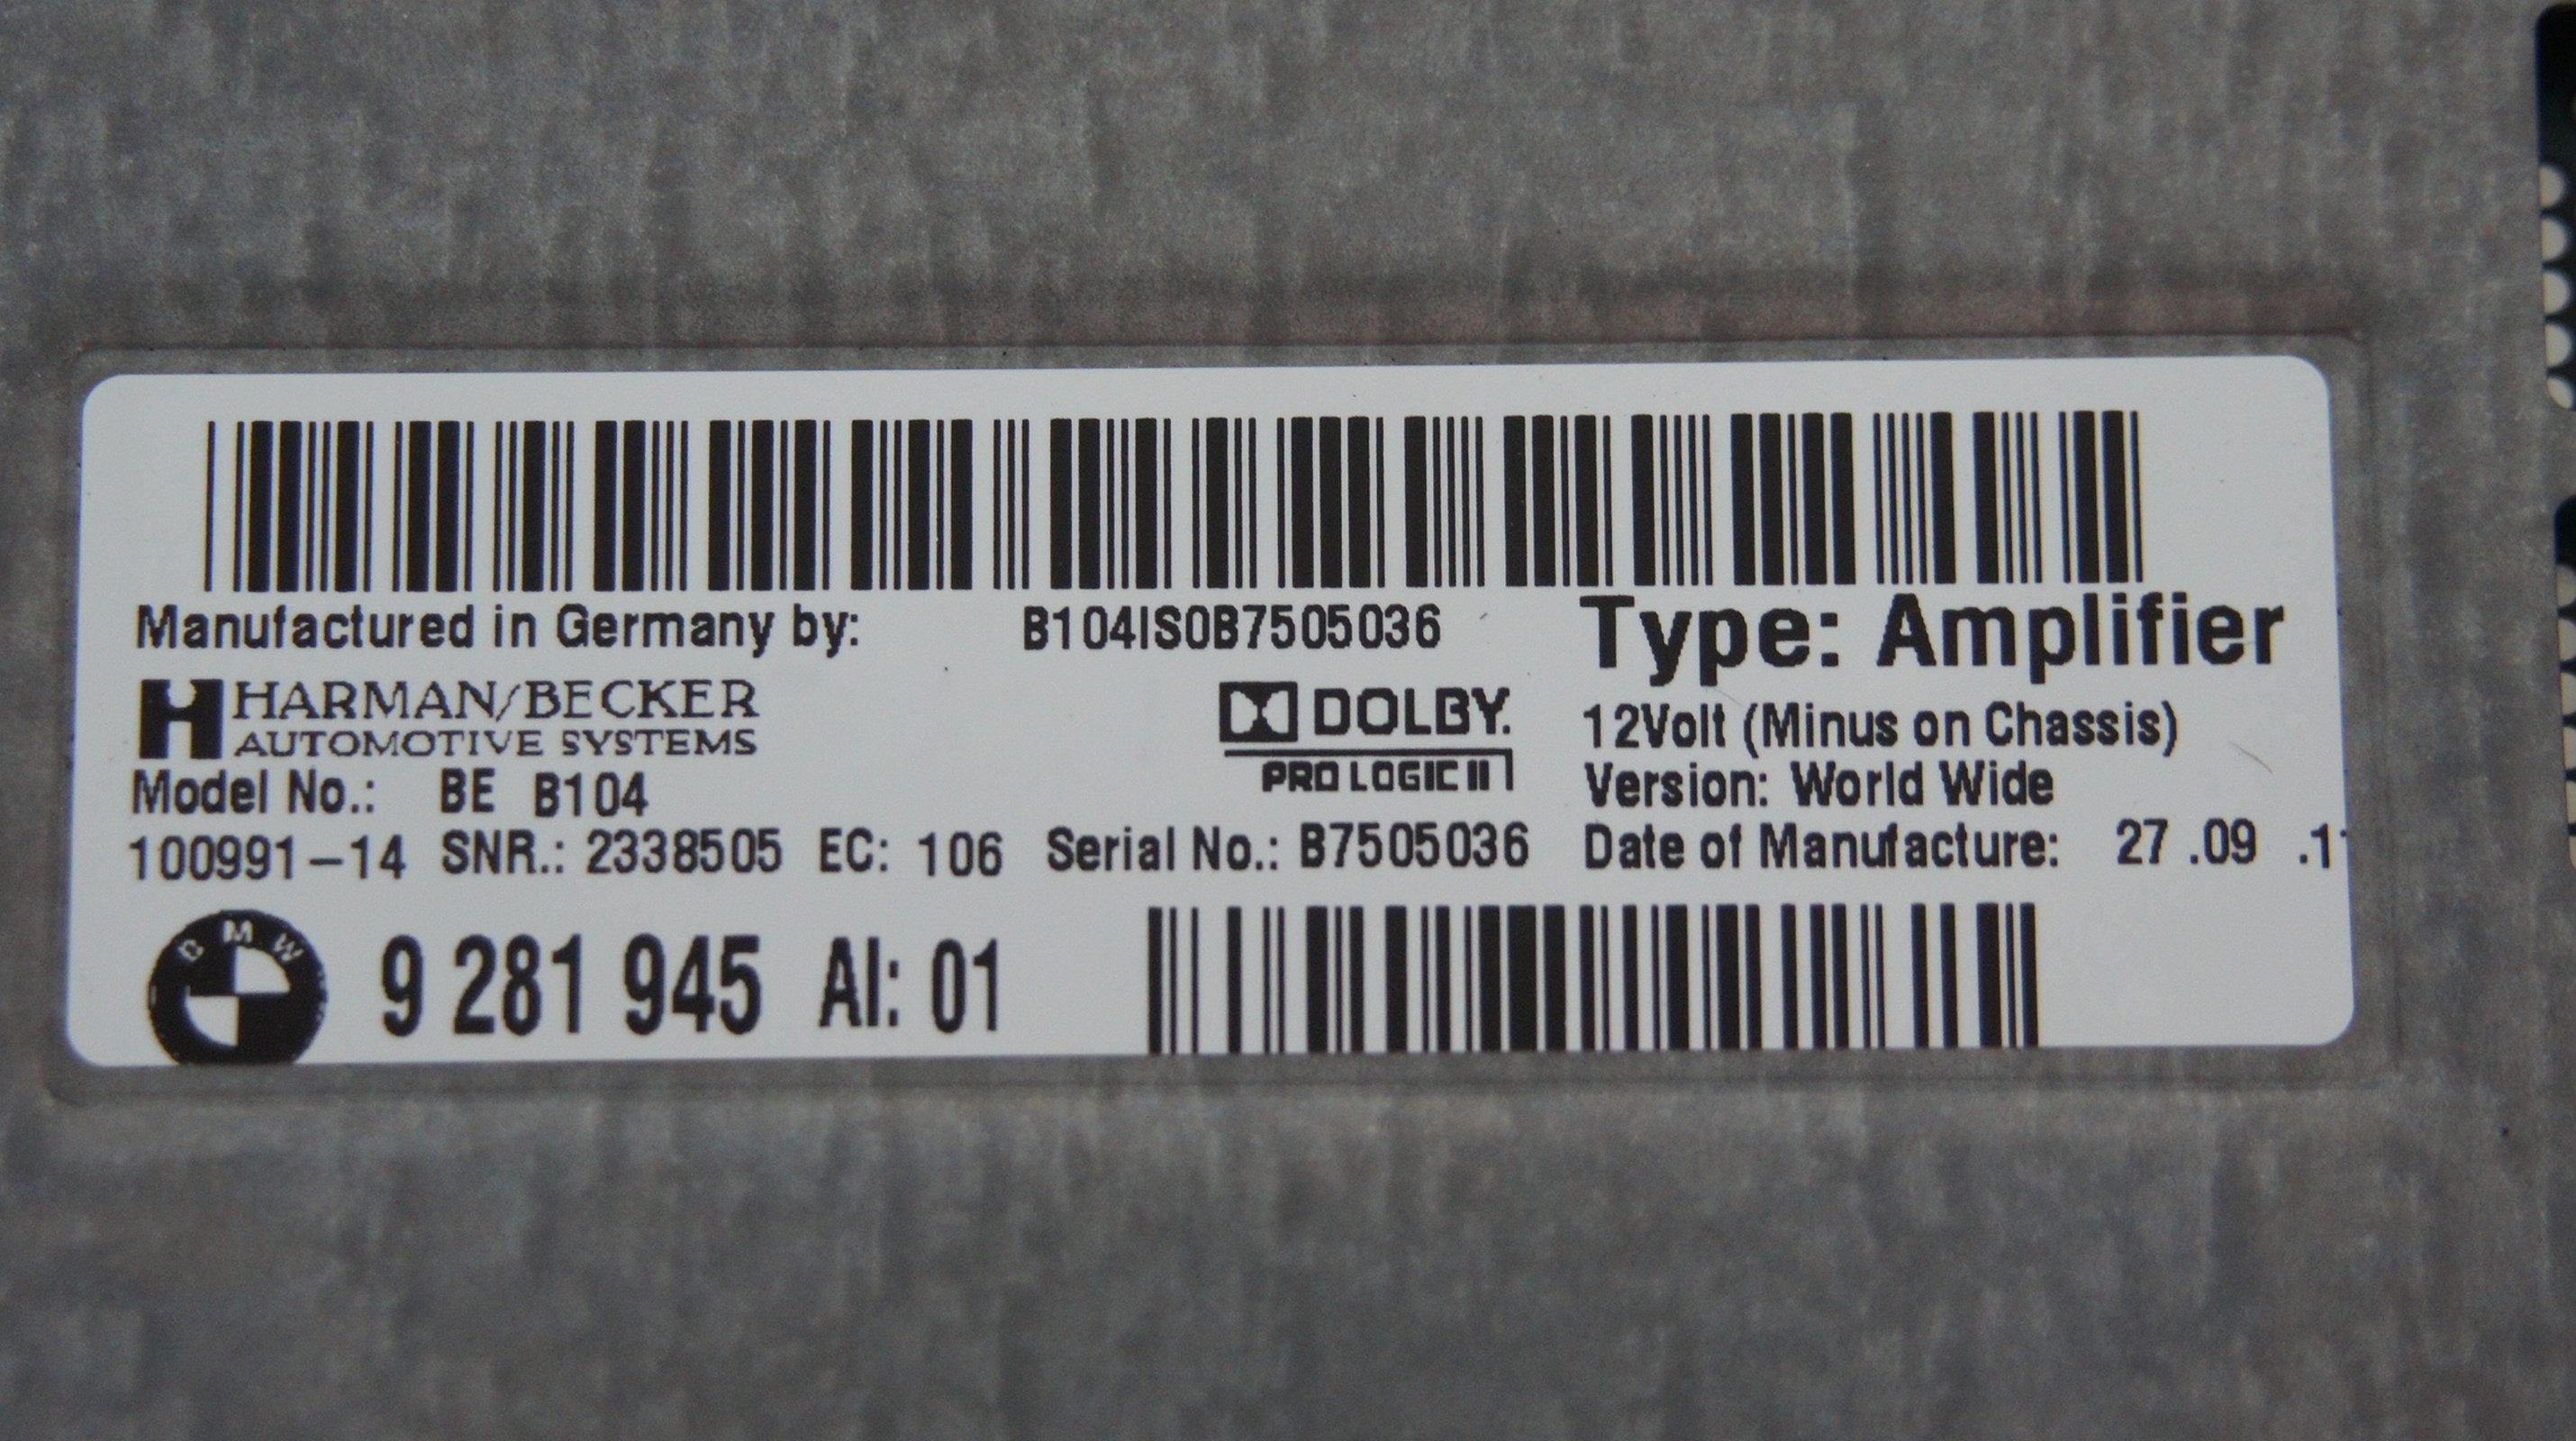 Manufactured in Germany by:
B104IS0B7505036
Type: Amplifier
HARMAN/BECKER
AUTOMOTIVE SYSTEMS
DOLBY.
PRO LOGIC II
12Volt (Minus on Chassis)
Model No.: BE B104
Version: World Wide
100991-14 SNR.: 2338505 EC: 106 Serial No.: B7505036 Date of Manufacture: 27 .09
BMW
9 281 945 AI: 01